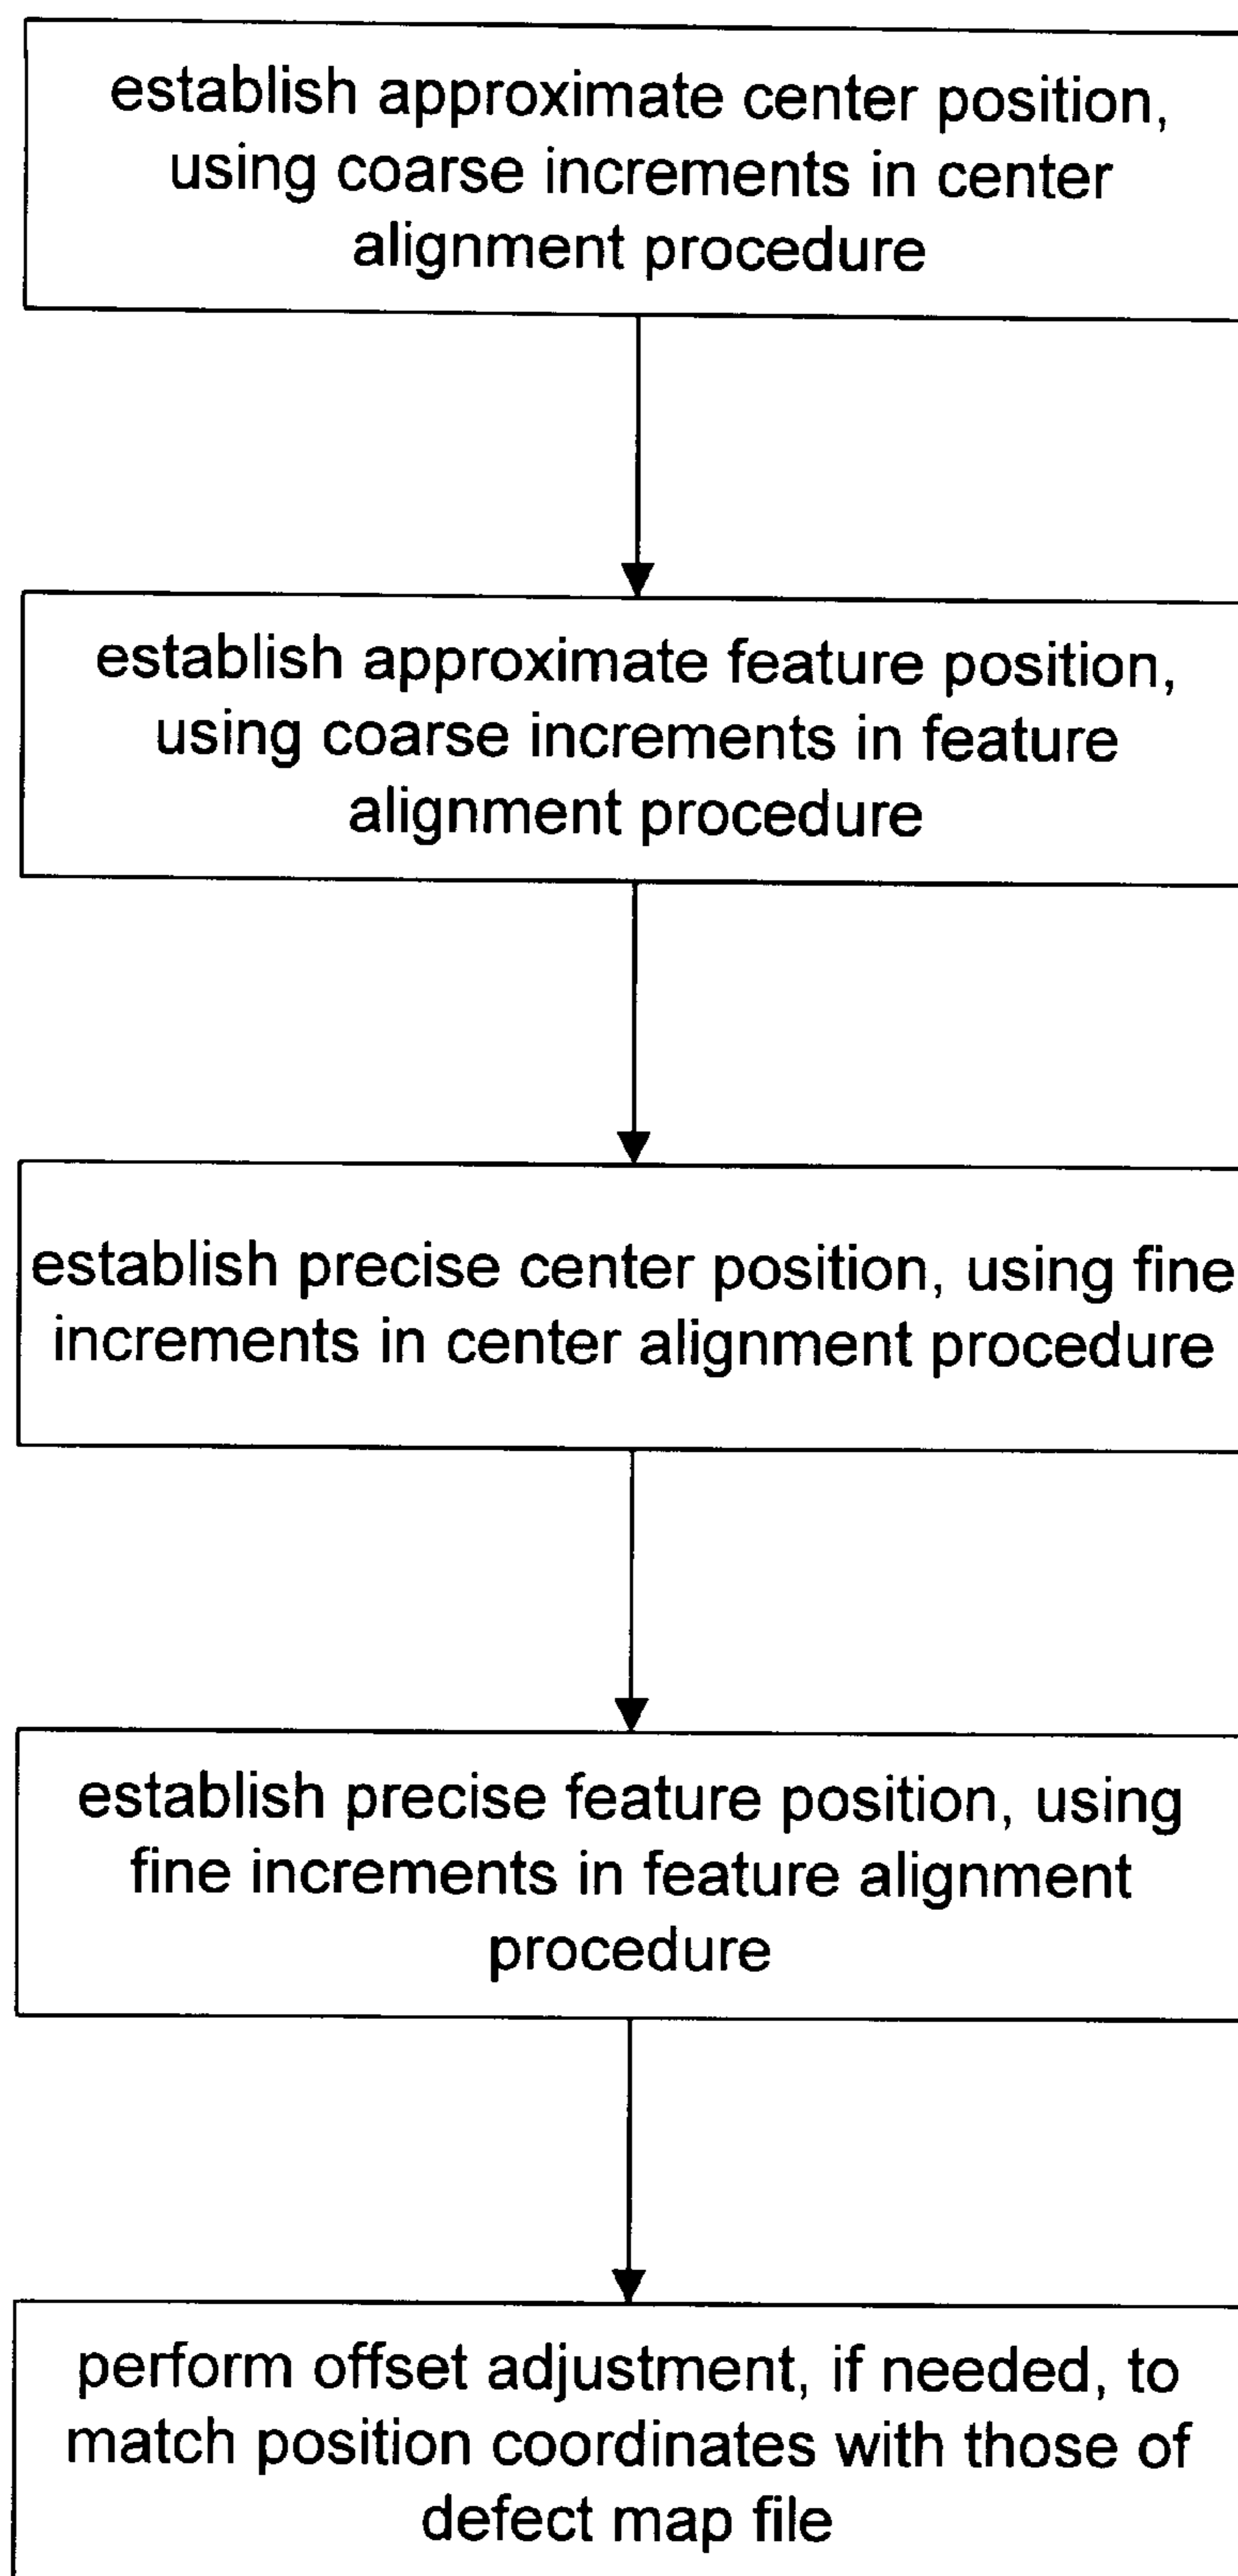 establish approximate center position,
using coarse increments in center
alignment procedure
establish approximate feature position,
using coarse increments in feature
alignment procedure
establish precise center position, using fine
increments in center alignment procedure
establish precise feature position, using
fine increments in feature alignment
procedure
perform offset adjustment, if needed, to
match position coordinates with those of
defect map file